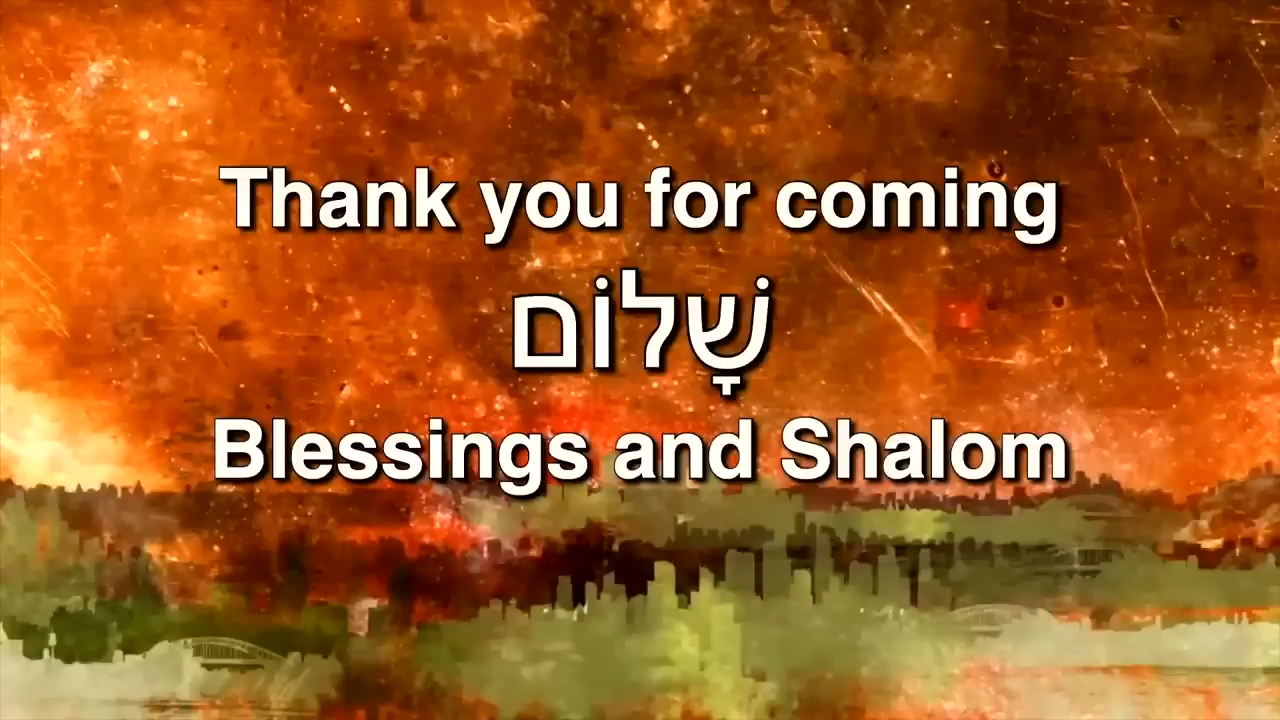 Thank you for coming
שָׁלוֹם
Blessings and Shalom